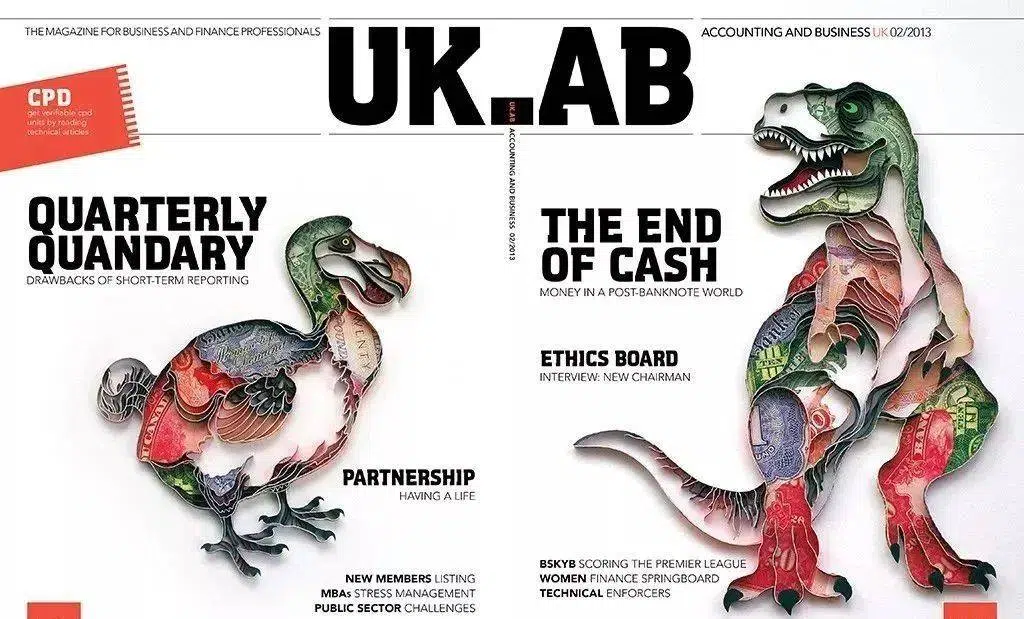 THE MAGAZINE FOR BUSINESS AND FINANCE PROFESSIONALS
UK.AB
ACCOUNTING AND BUSINESS UK 02/2013
CPD
get verifiable cpd
units by reading
technical articles
UK.AB ACCOUNTING AND BUSINESS 02/2013
QUARTERLY
QUANDARY
DRAWBACKS OF SHORT-TERM REPORTING
PARTNERSHIP
HAVING A LIFE
NEW MEMBERS LISTING
MBAs STRESS MANAGEMENT
PUBLIC SECTOR CHALLENGES
THE END
OF CASH
MONEY IN A POST-BANKNOTE WORLD
ETHICS BOARD
INTERVIEW: NEW CHAIRMAN
BSKYB SCORING THE PREMIER LEAGUE
WOMEN FINANCE SPRINGBOARD
TECHNICAL ENFORCERS